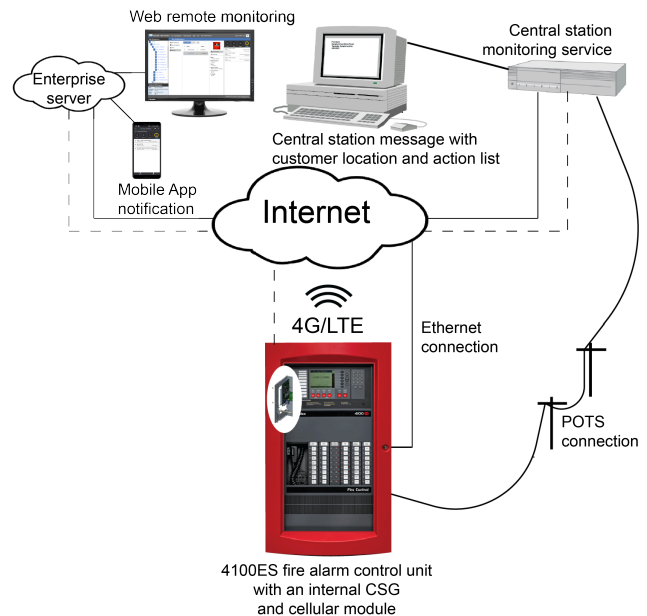 Web remote monitoring
Central station
monitoring service
Enterprise
server
Central station message with
customer location and action list
Mobile App
notification
Internet
4G/LTE
Ethernet
connection
POTS
connection
4100ES fire alarm control unit
with an internal CSG
and cellular module